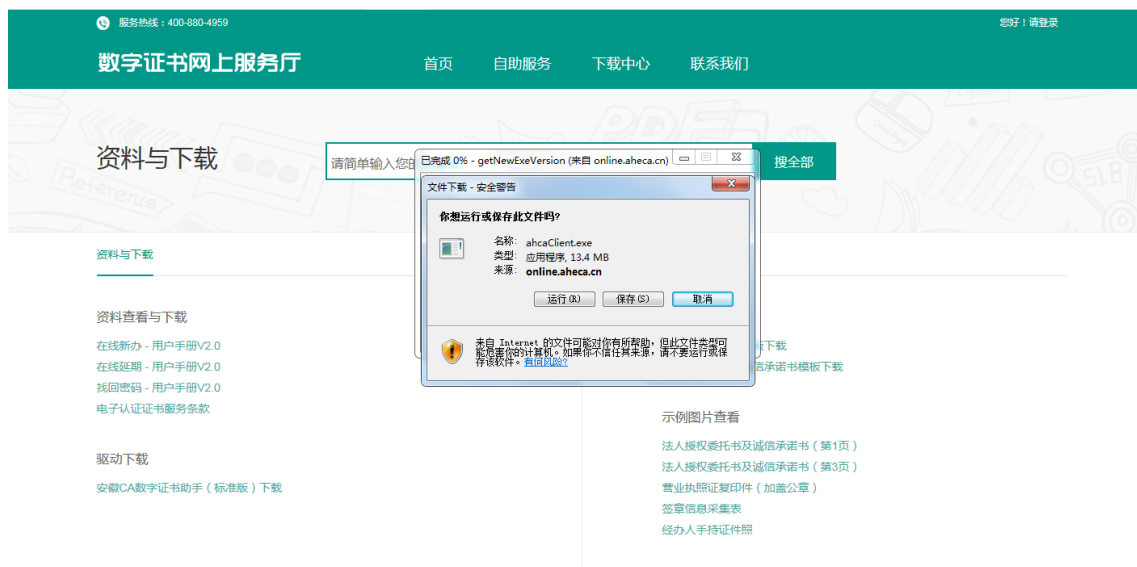 服务热线：400-880-4959
您好！请登录
数字证书网上服务厅
首页 自助服务 下载中心 联系我们
资料与下载
请简单输入您的
搜全部
已完成 0% - getNewExeVersion (来自 online.aheca.cn)
文件下载 - 安全警告
你想运行或保存此文件吗?
名称: ahcaClient.exe
类型: 应用程序, 13.4 MB
来源: online.aheca.cn
运行(R) 保存(S) 取消
来自 Internet 的文件可能对你有所帮助，但此文件类型可
能危害你的计算机。如果你不信任其来源，请不要运行或保
存该软件。有何风险?
资料与下载
资料查看与下载
在线新办 - 用户手册V2.0
在线延期 - 用户手册V2.0
找回密码 - 用户手册V2.0
电子认证证书服务条款
驱动下载
安徽CA数字证书助手（标准版）下载
下载
信承诺书模板下载
示例图片查看
法人授权委托书及诚信承诺书（第1页）
法人授权委托书及诚信承诺书（第3页）
营业执照证复印件（加盖公章）
签章信息采集表
经办人手持证件照